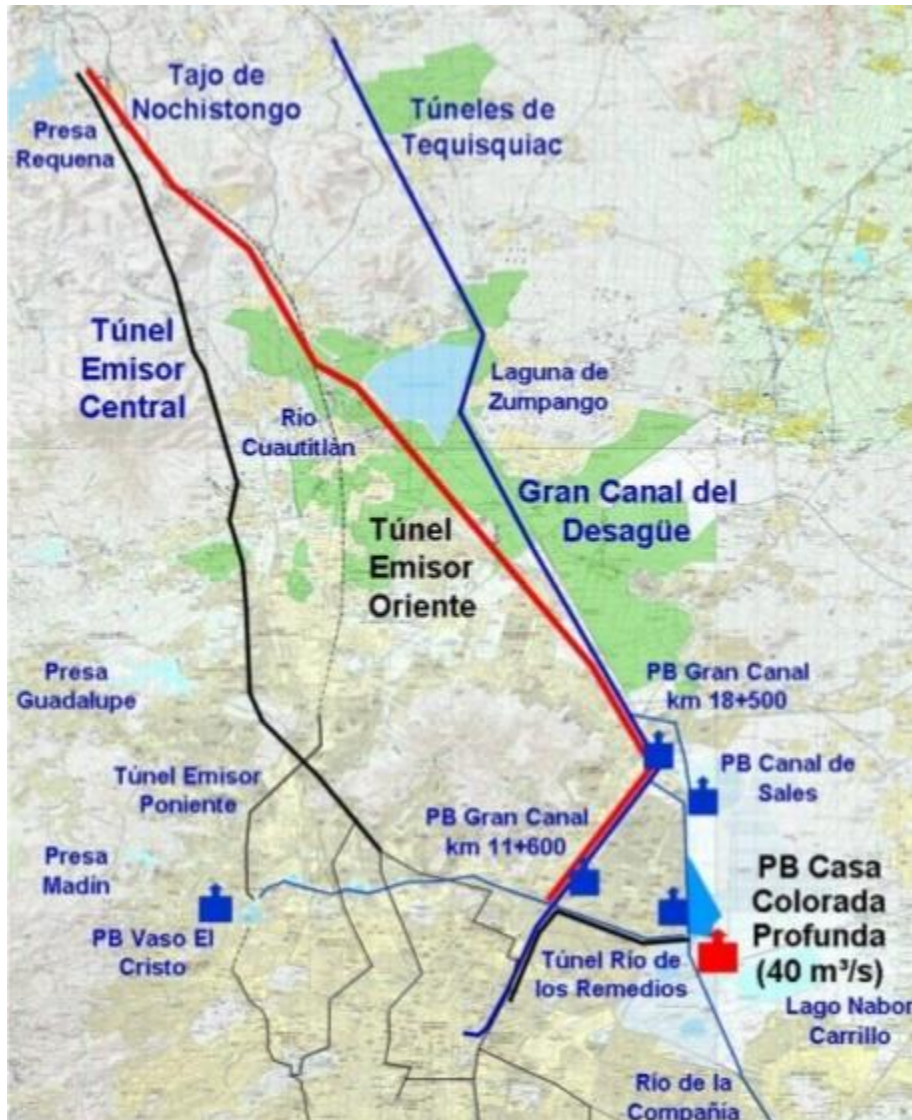 Tajo de
Nochistongo
Túneles de
Tequisquiac
Presa
Requena
Túnel
Emisor
Central
Laguna de
Zumpango
Río
Cuautitlán
Gran Canal del
Desagüe
Túnel
Emisor
Oriente
Presa
Guadalupe
PB Gran Canal
km 18+500
Túnel Emisor
Poniente
PB Canal de
Sales
PB Gran Canal
km 11+600
Presa
Madín
PB Casa
Colorada
Profunda
(40 m³/s)
PB Vaso El
Cristo
Túnel Río de
los Remedios
Lago Nabor
Carrillo
Río de la
Compañía